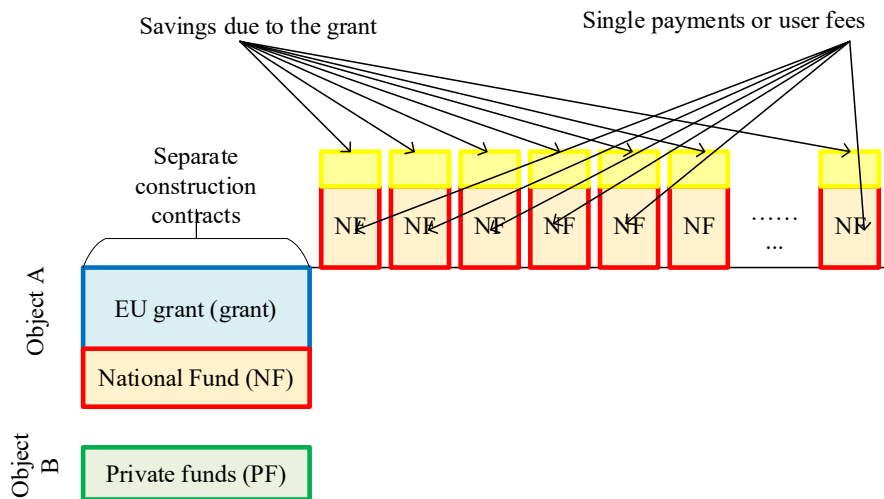 Savings due to the grant
Single payments or user fees
Separate
construction
contracts
NF
NF
NF
NF
NF
NF
……
...
NF
Object A
EU grant (grant)
National Fund (NF)
Object
B
Private funds (PF)